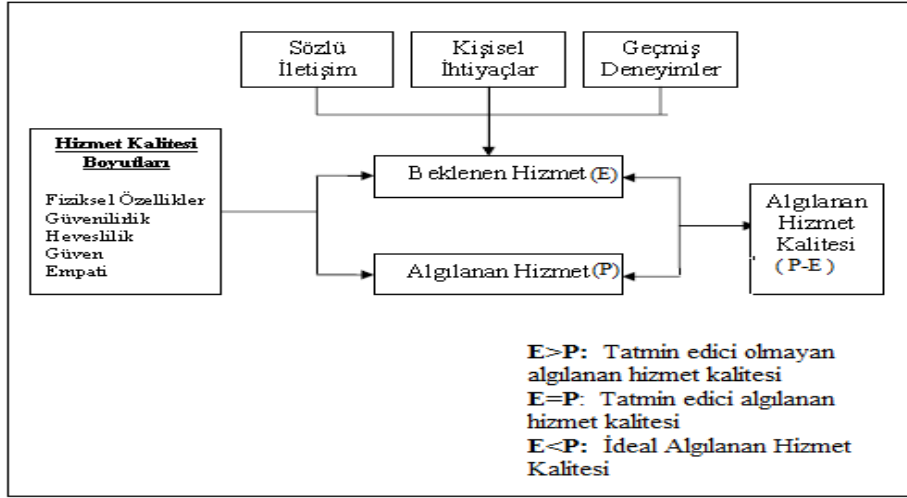 Sözlü
İletişim
Kişisel
İhtiyaçlar
Geçmiş
Deneyimler
Hizmet Kalitesi
Boyutları
Fiziksel Özellikler
Güvenilirlik
Heveslilik
Güven
Empati
Beklenen Hizmet (E)
Algılanan Hizmet (P)
Algılanan
Hizmet
Kalitesi
( P-E )
E>P: Tatmin edici olmayan
algılanan hizmet kalitesi
E=P: Tatmin edici algılanan
hizmet kalitesi
E<P: İdeal Algılanan Hizmet
Kalitesi